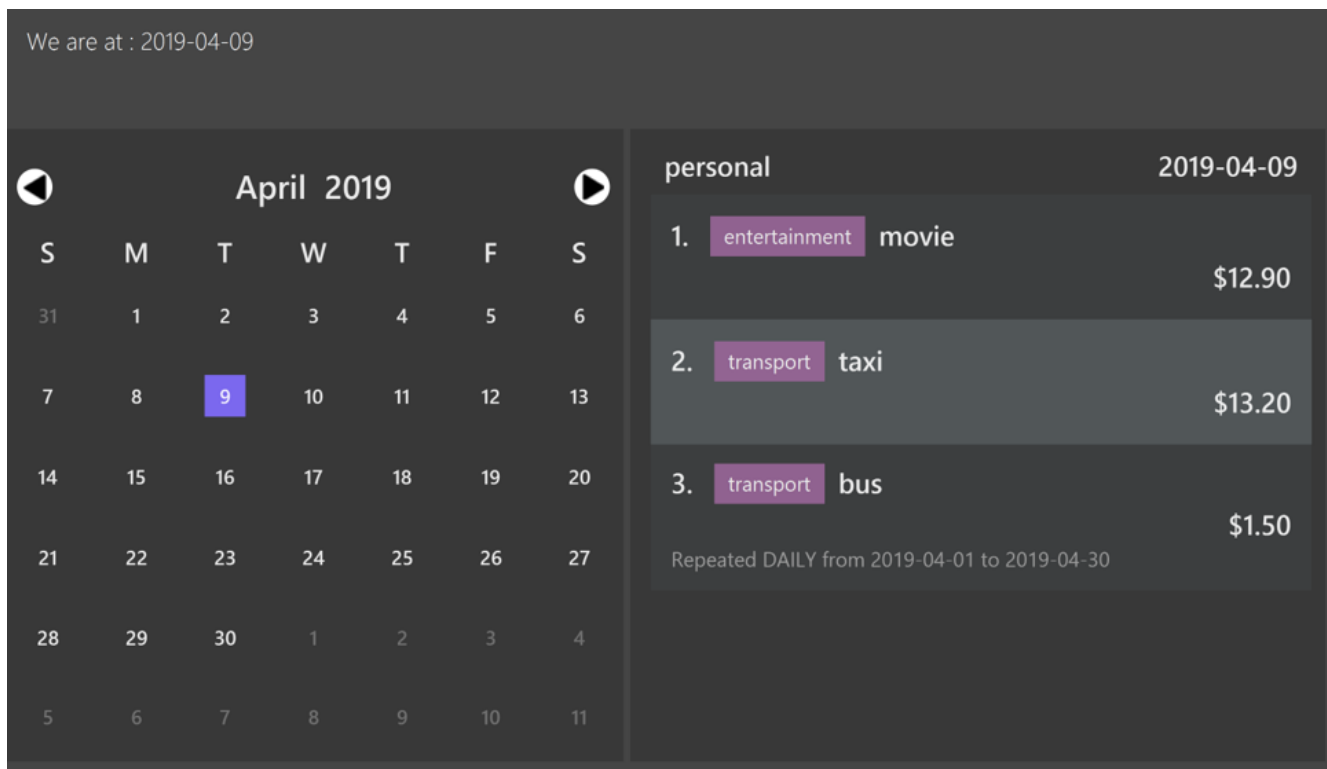 We are at : 2019-04-09
April 2019
S M T W T F S
31 1 2 3 4 5 6
7 8 9 10 11 12 13
14 15 16 17 18 19 20
21 22 23 24 25 26 27
28 29 30 1 2 3 4
5 6 7 8 9 10 11
personal 2019-04-09
1. entertainment movie
$12.90
2. transport taxi
$13.20
3. transport bus
$1.50
Repeated DAILY from 2019-04-01 to 2019-04-30